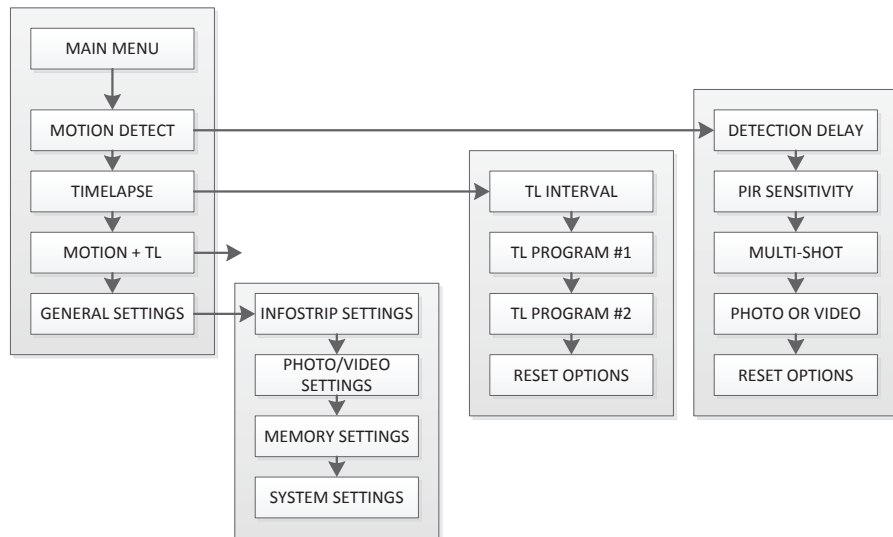 MAIN MENU
MOTION DETECT
TIMELAPSE
MOTION + TL
GENERAL SETTINGS
INFOSTRIP SETTINGS
PHOTO/VIDEO
SETTINGS
MEMORY SETTINGS
SYSTEM SETTINGS
TL INTERVAL
TL PROGRAM #1
TL PROGRAM #2
RESET OPTIONS
DETECTION DELAY
PIR SENSITIVITY
MULTI-SHOT
PHOTO OR VIDEO
RESET OPTIONS